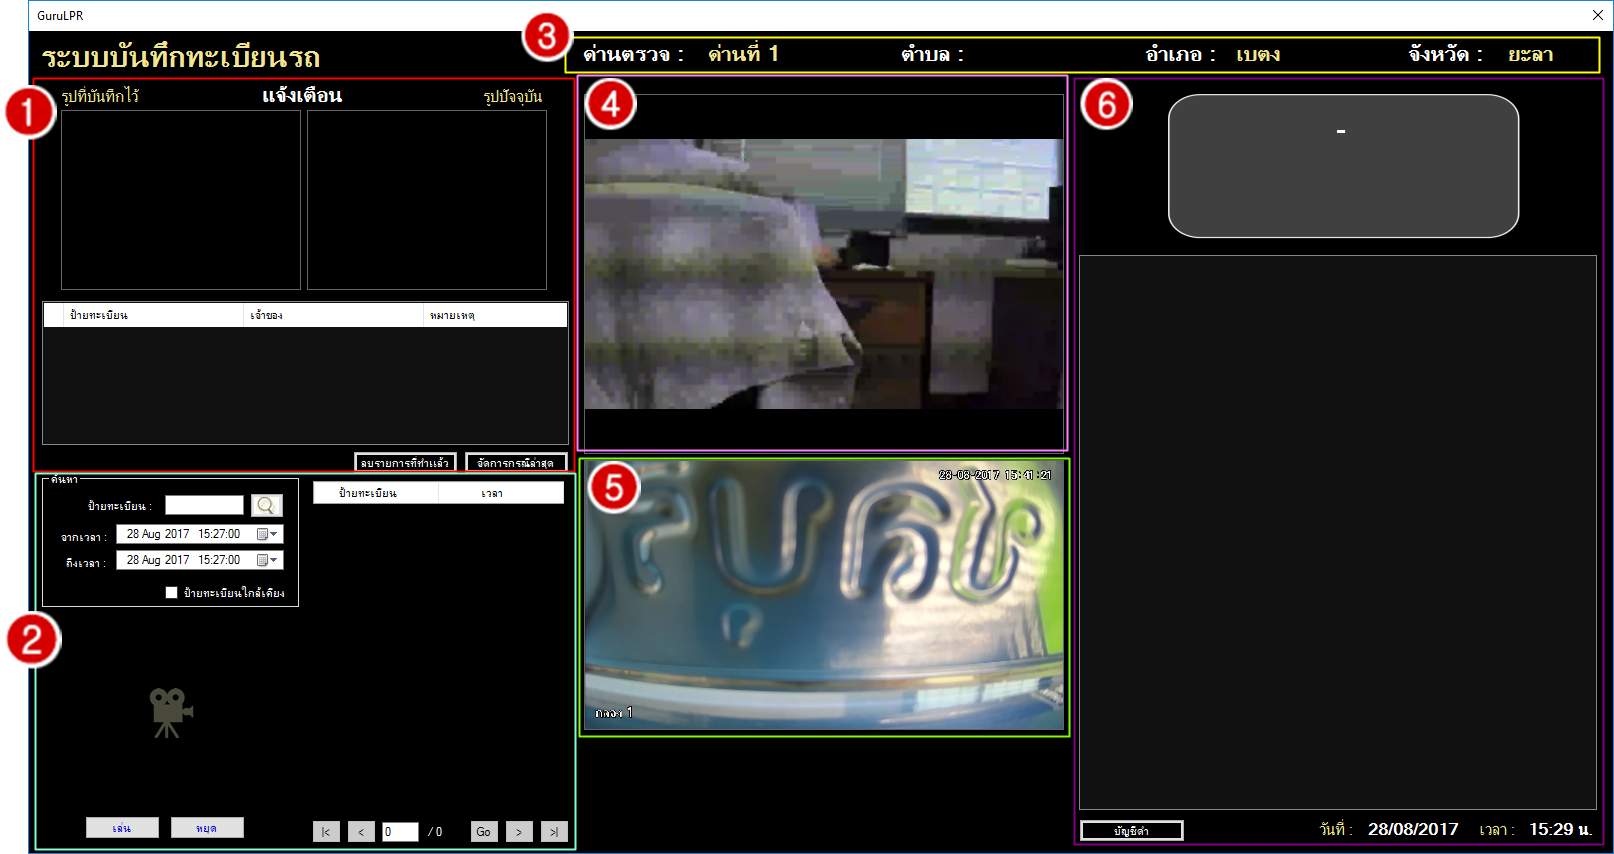 GuruLPR
ระบบบันทึกทะเบียนรถ
3
ด่านตรวจ : ด่านที่ 1 ตำบล : อำเภอ : เบตง จังหวัด : ยะลา
1
รูปที่บันทึกไว้ แจ้งเตือน รูปปัจจุบัน
ป้ายทะเบียน เจ้าของ หมายเหตุ
ลบรายการที่ทำแล้ว จัดการกรณีล่าสุด
2
ค้นหา
ป้ายทะเบียน :
จากเวลา : 28 Aug 2017 15:27:00
ถึงเวลา : 28 Aug 2017 15:27:00
ป้ายทะเบียนใกล้เคียง
ป้ายทะเบียน เวลา
เล่น หยุด
|< < 0 / 0 Go > >|
4
5
28-08-2017 15:41:21
กล้อง 1
6
-
บัญชีดำ
วันที่ : 28/08/2017 เวลา : 15:29 น.